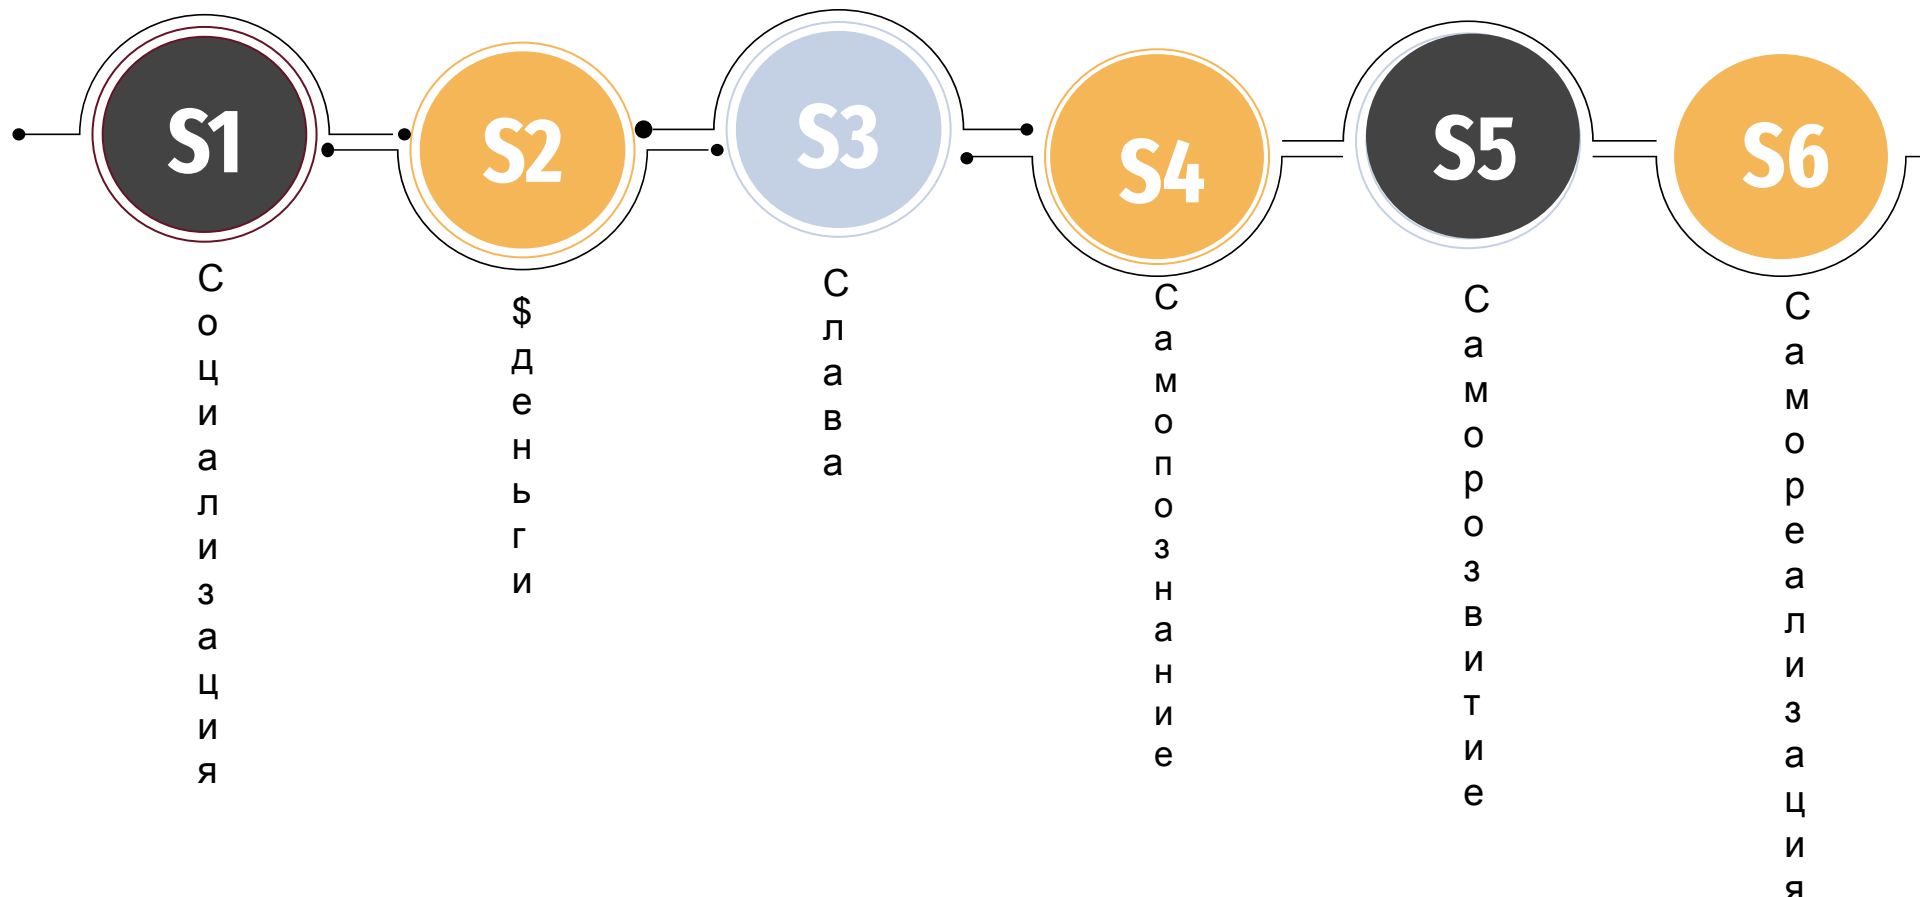 S1
S2
S3
S4
S5
S6
Социализация
$деньги
Слава
Самопознание
Саморозвитие
Самореализация